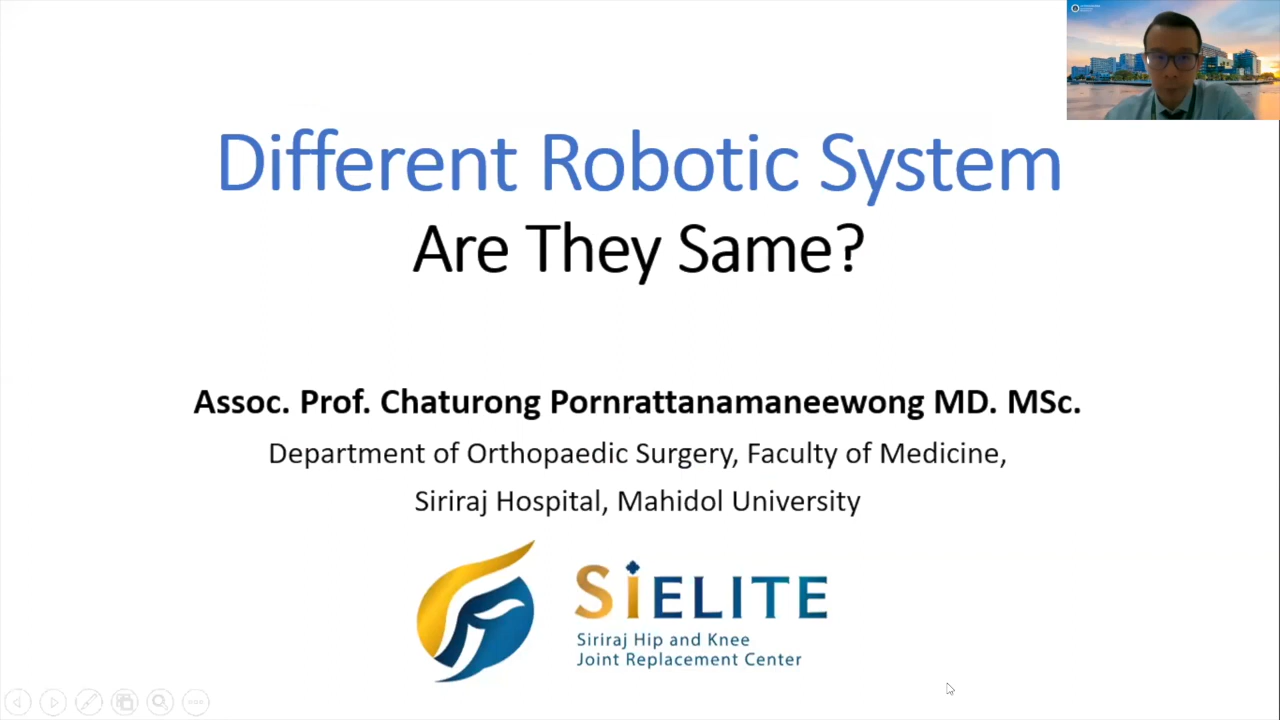 Different Robotic System
Are They Same?
Assoc. Prof. Chaturong Pornrattanamaneewong MD. MSc.
Department of Orthopaedic Surgery, Faculty of Medicine,
Siriraj Hospital, Mahidol University
SiELITE
Siriraj Hip and Knee
Joint Replacement Center